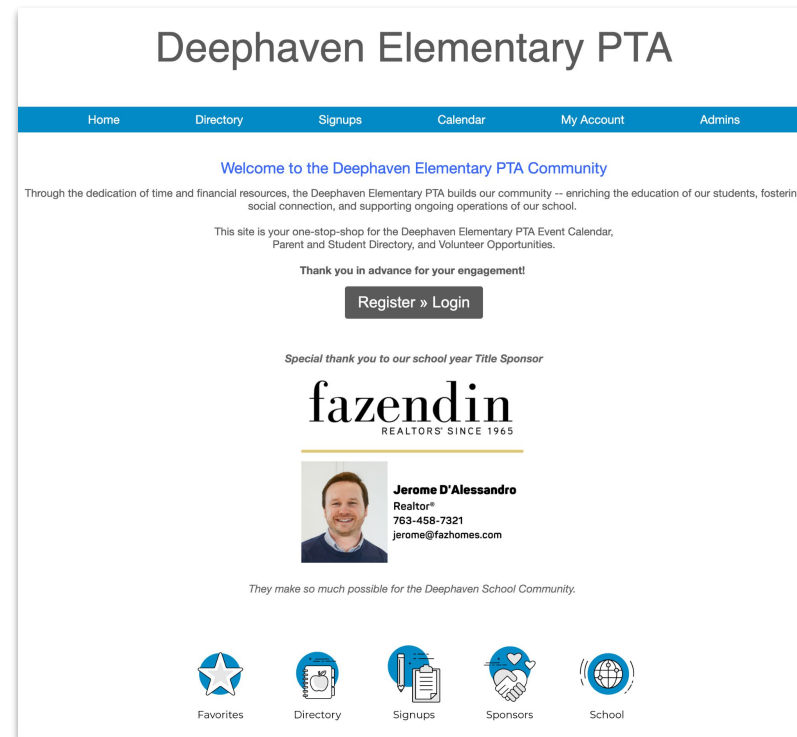 Deephaven Elementary PTA
Home Directory Signups Calendar My Account Admins
Welcome to the Deephaven Elementary PTA Community
Through the dedication of time and financial resources, the Deephaven Elementary PTA builds our community -- enriching the education of our students, fosterin
social connection, and supporting ongoing operations of our school.
This site is your one-stop-shop for the Deephaven Elementary PTA Event Calendar,
Parent and Student Directory, and Volunteer Opportunities.
Thank you in advance for your engagement!
Register » Login
Special thank you to our school year Title Sponsor
fazendin
REALTORS® SINCE 1965
Jerome D'Alessandro
Realtor®
763-458-7321
jerome@fazhomes.com
They make so much possible for the Deephaven School Community.
Favorites Directory Signups Sponsors School